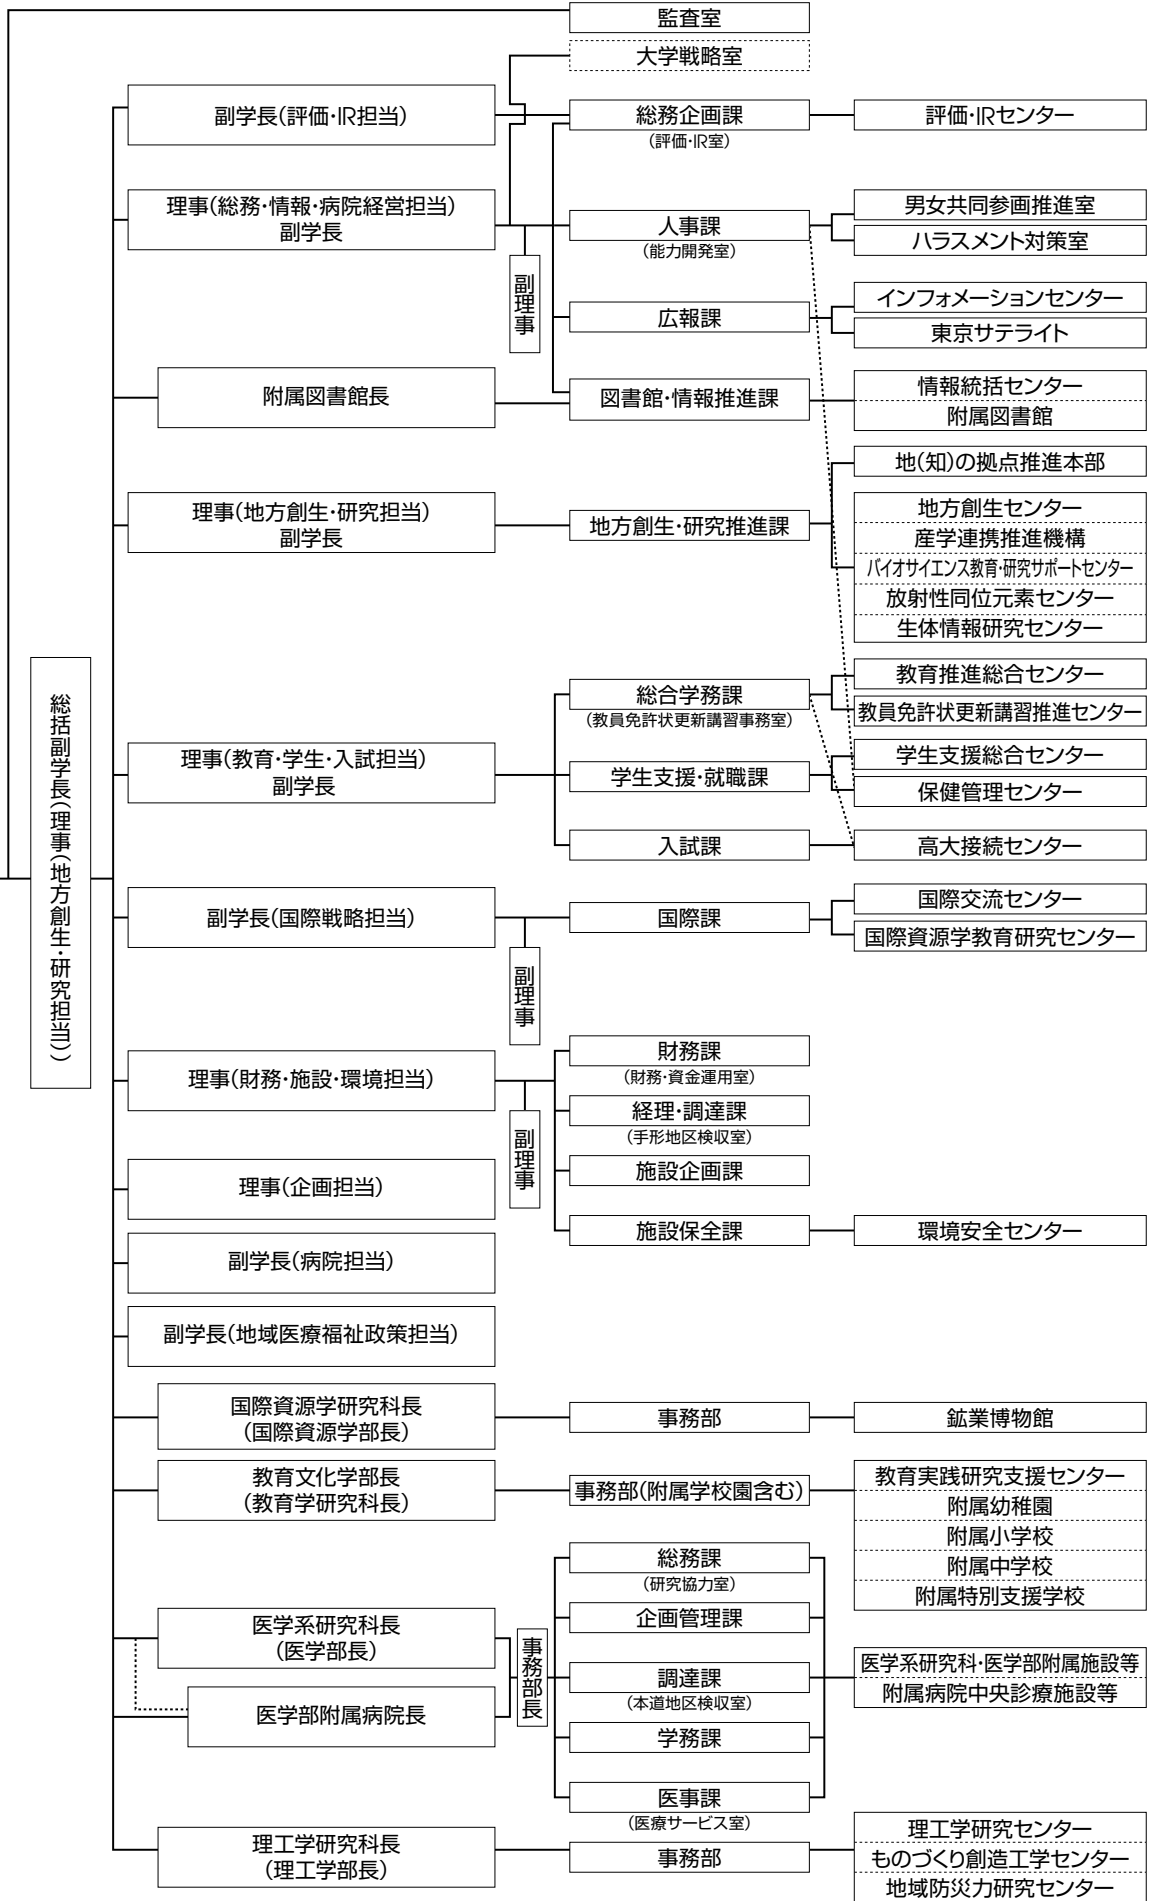 監査室
大学戦略室
副学長(評価・IR担当)
総務企画課
(評価・IR室)
評価・IRセンター
理事(総務・情報・病院経営担当)
副学長
副理事
人事課
(能力開発室)
男女共同参画推進室
ハラスメント対策室
広報課
インフォメーションセンター
東京サテライト
附属図書館長
図書館・情報推進課
情報統括センター
附属図書館
理事(地方創生・研究担当)
副学長
地方創生・研究推進課
地(知)の拠点推進本部
地方創生センター
産学連携推進機構
バイオサイエンス教育・研究サポートセンター
放射性同位元素センター
生体情報研究センター
総括副学長(理事(地方創生・研究担当))
理事(教育・学生・入試担当)
副学長
総合学務課
(教員免許状更新講習事務室)
教育推進総合センター
教員免許状更新講習推進センター
学生支援・就職課
学生支援総合センター
保健管理センター
入試課
高大接続センター
副学長(国際戦略担当)
副理事
国際課
国際交流センター
国際資源学教育研究センター
理事(財務・施設・環境担当)
副理事
財務課
(財務・資金運用室)
経理・調達課
(手形地区検収室)
施設企画課
施設保全課
環境安全センター
理事(企画担当)
副学長(病院担当)
副学長(地域医療福祉政策担当)
国際資源学研究科長
(国際資源学部長)
事務部
鉱業博物館
教育文化学部長
(教育学研究科長)
事務部(附属学校園含む)
教育実践研究支援センター
附属幼稚園
附属小学校
附属中学校
附属特別支援学校
医学系研究科長
(医学部長)
医学部附属病院長
事務部長
総務課
(研究協力室)
企画管理課
調達課
(本道地区検収室)
学務課
医事課
(医療サービス室)
医学系研究科・医学部附属施設等
附属病院中央診療施設等
理工学研究科長
(理工学部長)
事務部
理工学研究センター
ものづくり創造工学センター
地域防災力研究センター